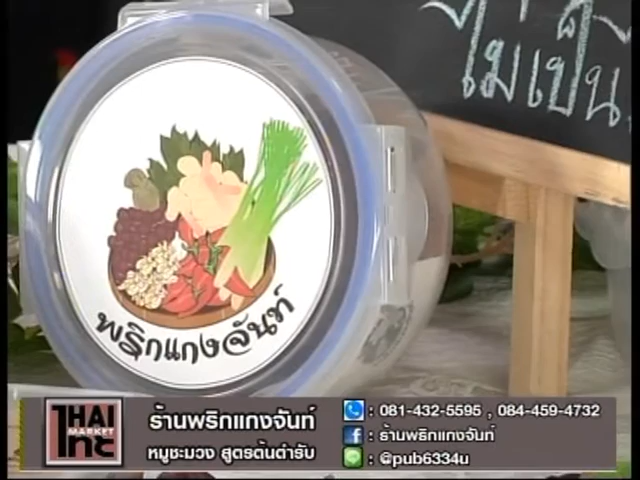 ไม่เป็น
พริกแกงจันท์
THAI
MARKET
ไทย
ร้านพริกแกงจันท์
หมูชะมวง สูตรต้นตำรับ
: 081-432-5595 , 084-459-4732
: ร้านพริกแกงจันท์
: @pub6334u